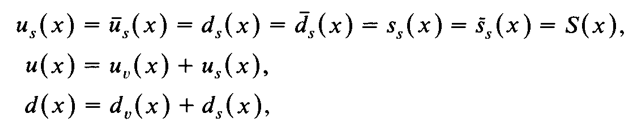 u_s(x) = ū_s(x) = d_s(x) = d̄_s(x) = s_s(x) = s̄_s(x) = S(x),
u(x) = u_v(x) + u_s(x),
d(x) = d_v(x) + d_s(x),